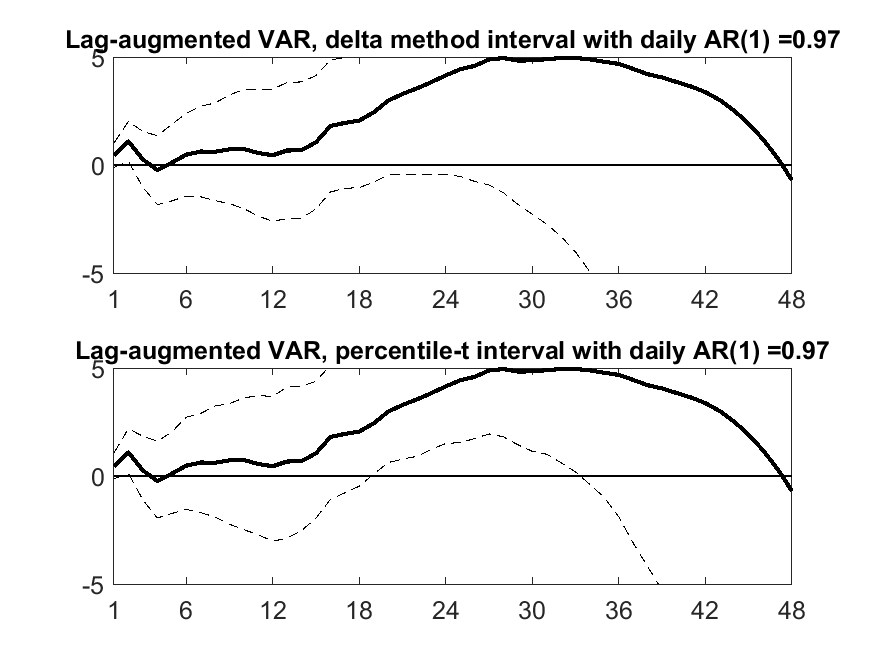 Lag-augmented VAR, delta method interval with daily AR(1) =0.97
5
0
-5
1 6 12 18 24 30 36 42 48
Lag-augmented VAR, percentile-t interval with daily AR(1) =0.97
5
0
-5
1 6 12 18 24 30 36 42 48